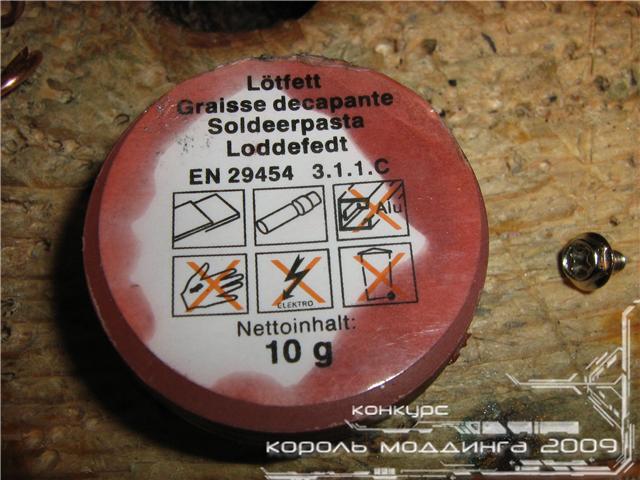 Lötfett
Graisse decapante
Soldeerpasta
Loddefedt
EN 29454 3.1.1.C
Alu
ELEKTRO
Nettoinhalt:
10 g
конкурс
король моддинга 2009